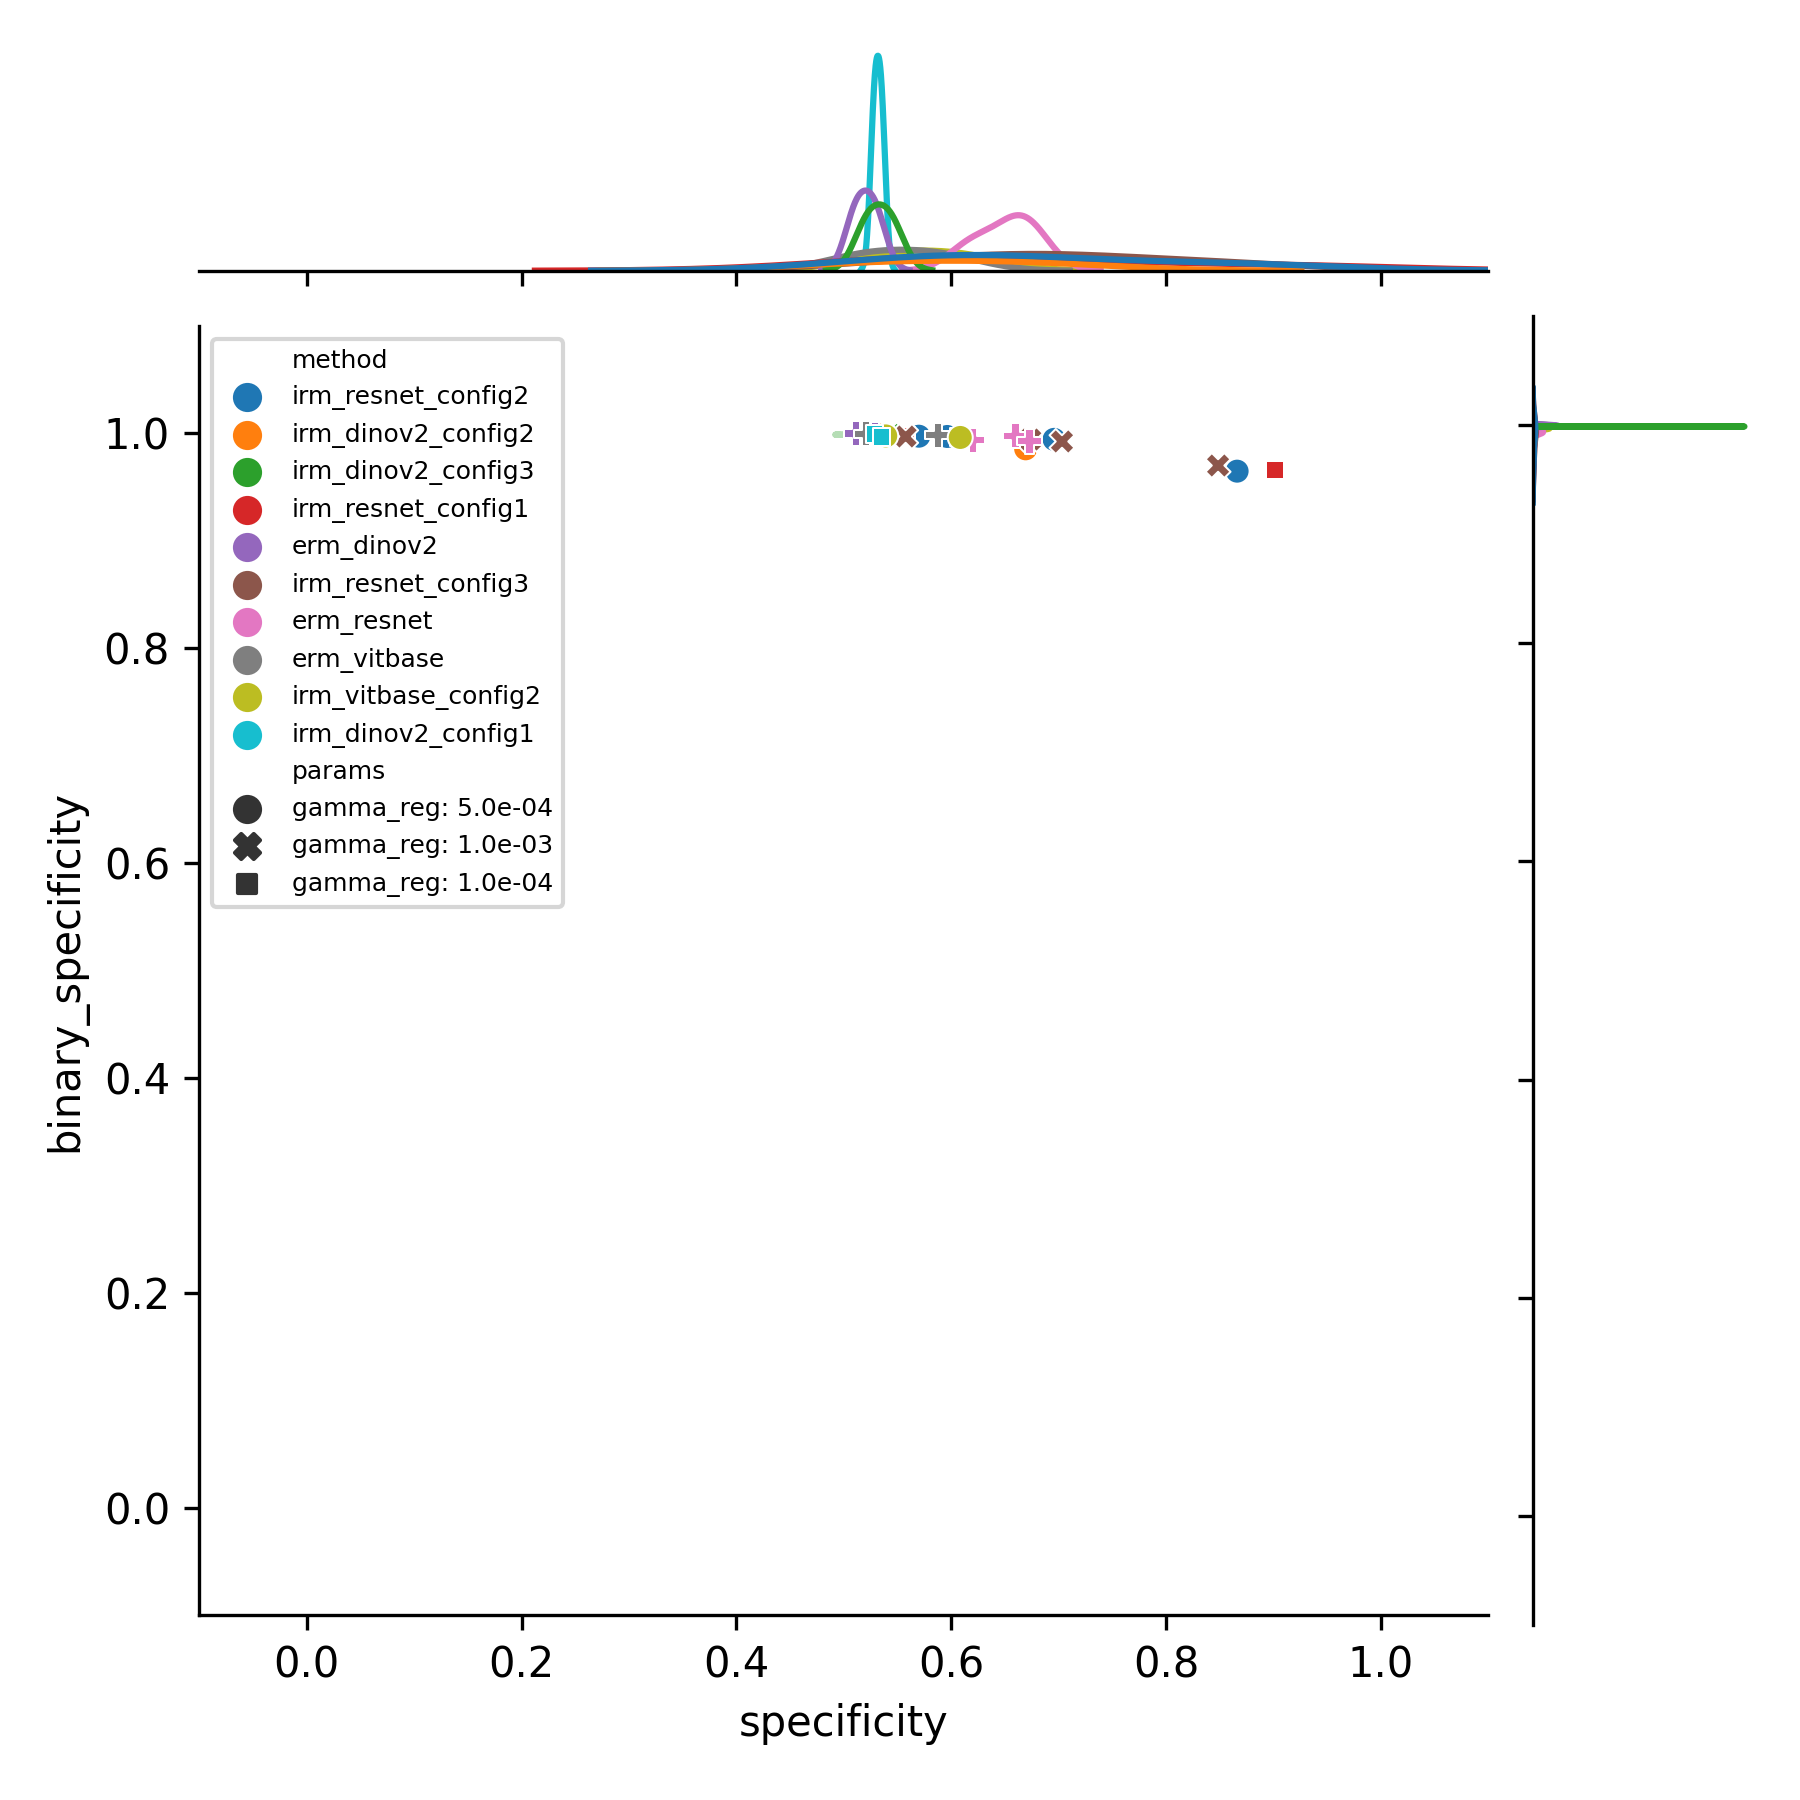 method
irm_resnet_config2
irm_dinov2_config2
irm_dinov2_config3
irm_resnet_config1
erm_dinov2
irm_resnet_config3
erm_resnet
erm_vitbase
irm_vitbase_config2
irm_dinov2_config1
params
gamma_reg: 5.0e-04
gamma_reg: 1.0e-03
gamma_reg: 1.0e-04
1.0
0.8
0.6
0.4
0.2
0.0
binary_specificity
0.0 0.2 0.4 0.6 0.8 1.0
specificity